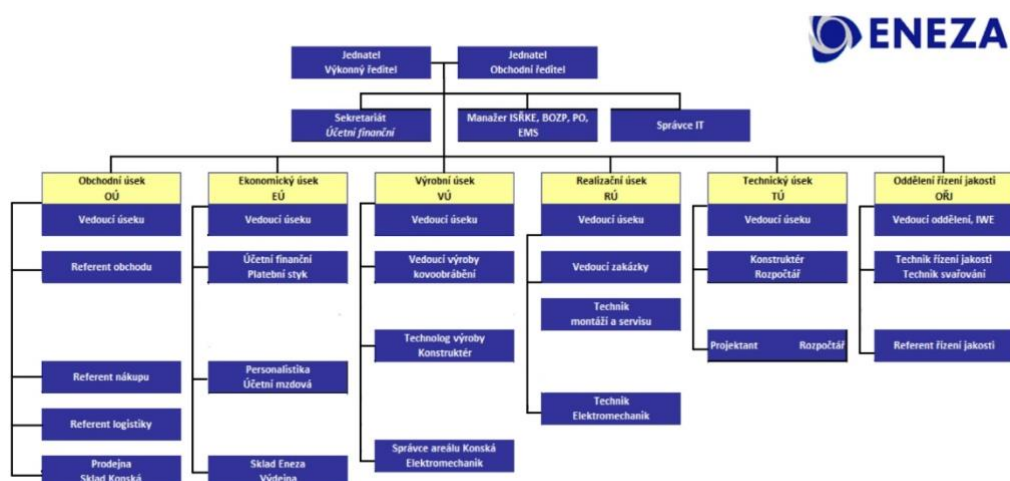 ENEZA
Jednatel
Výkonný ředitel
Jednatel
Obchodní ředitel
Sekretariát
Účetní finanční
Manažer ISŘKE, BOZP, PO,
EMS
Správce IT
Obchodní úsek
OÚ
Vedoucí úseku
Referent obchodu
Referent nákupu
Referent logistiky
Prodejna
Sklad Konská
Ekonomický úsek
EÚ
Vedoucí úseku
Účetní finanční
Platební styk
Personalistika
Účetní mzdová
Sklad Eneza
Výdejna
Výrobní úsek
VÚ
Vedoucí úseku
Vedoucí výroby
kovoobrábění
Technolog výroby
Konstruktér
Správce areálu Konská
Elektromechanik
Realizační úsek
RÚ
Vedoucí úseku
Vedoucí zakázky
Technik
montáží a servisu
Technik
Elektromechanik
Technický úsek
TÚ
Vedoucí úseku
Konstruktér
Rozpočtář
Projektant Rozpočtář
Oddělení řízení jakosti
OŘJ
Vedoucí oddělení, IWE
Technik řízení jakosti
Technik svařování
Referent řízení jakosti